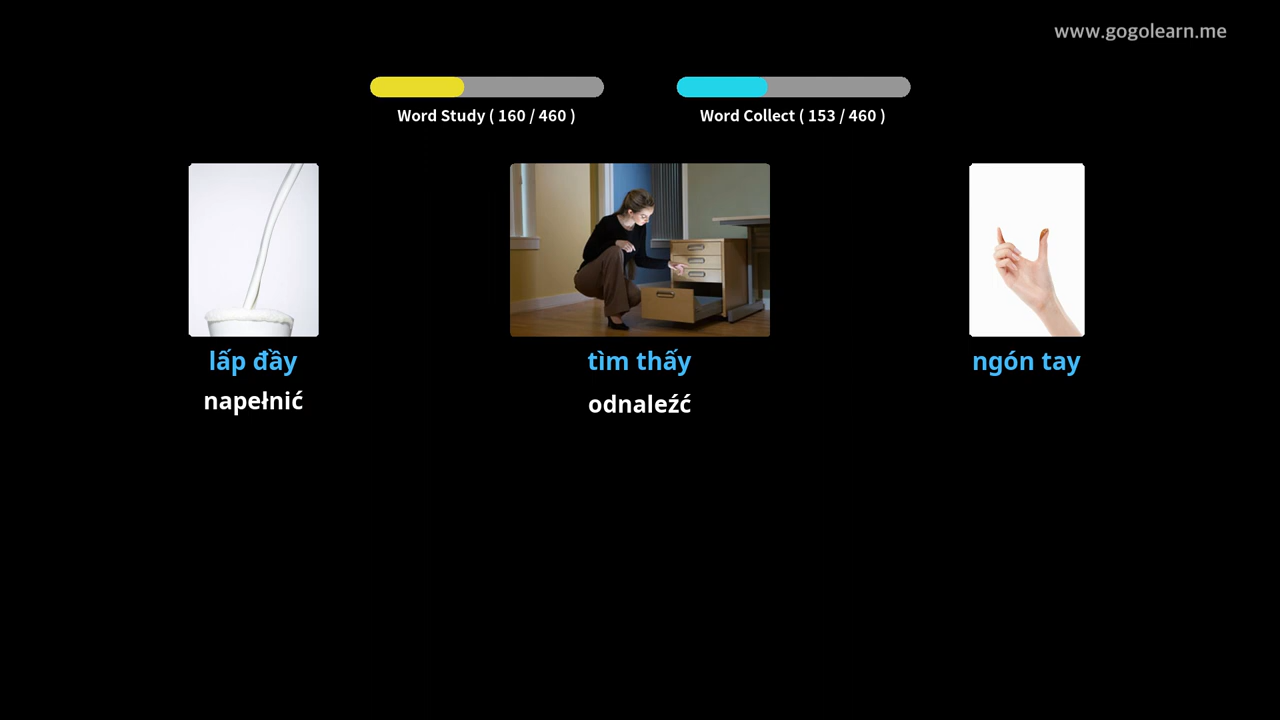 www.gogolearn.me
Word Study ( 160 / 460 )
Word Collect ( 153 / 460 )
lấp đầy
tìm thấy
ngón tay
napełnić
odnaleźć